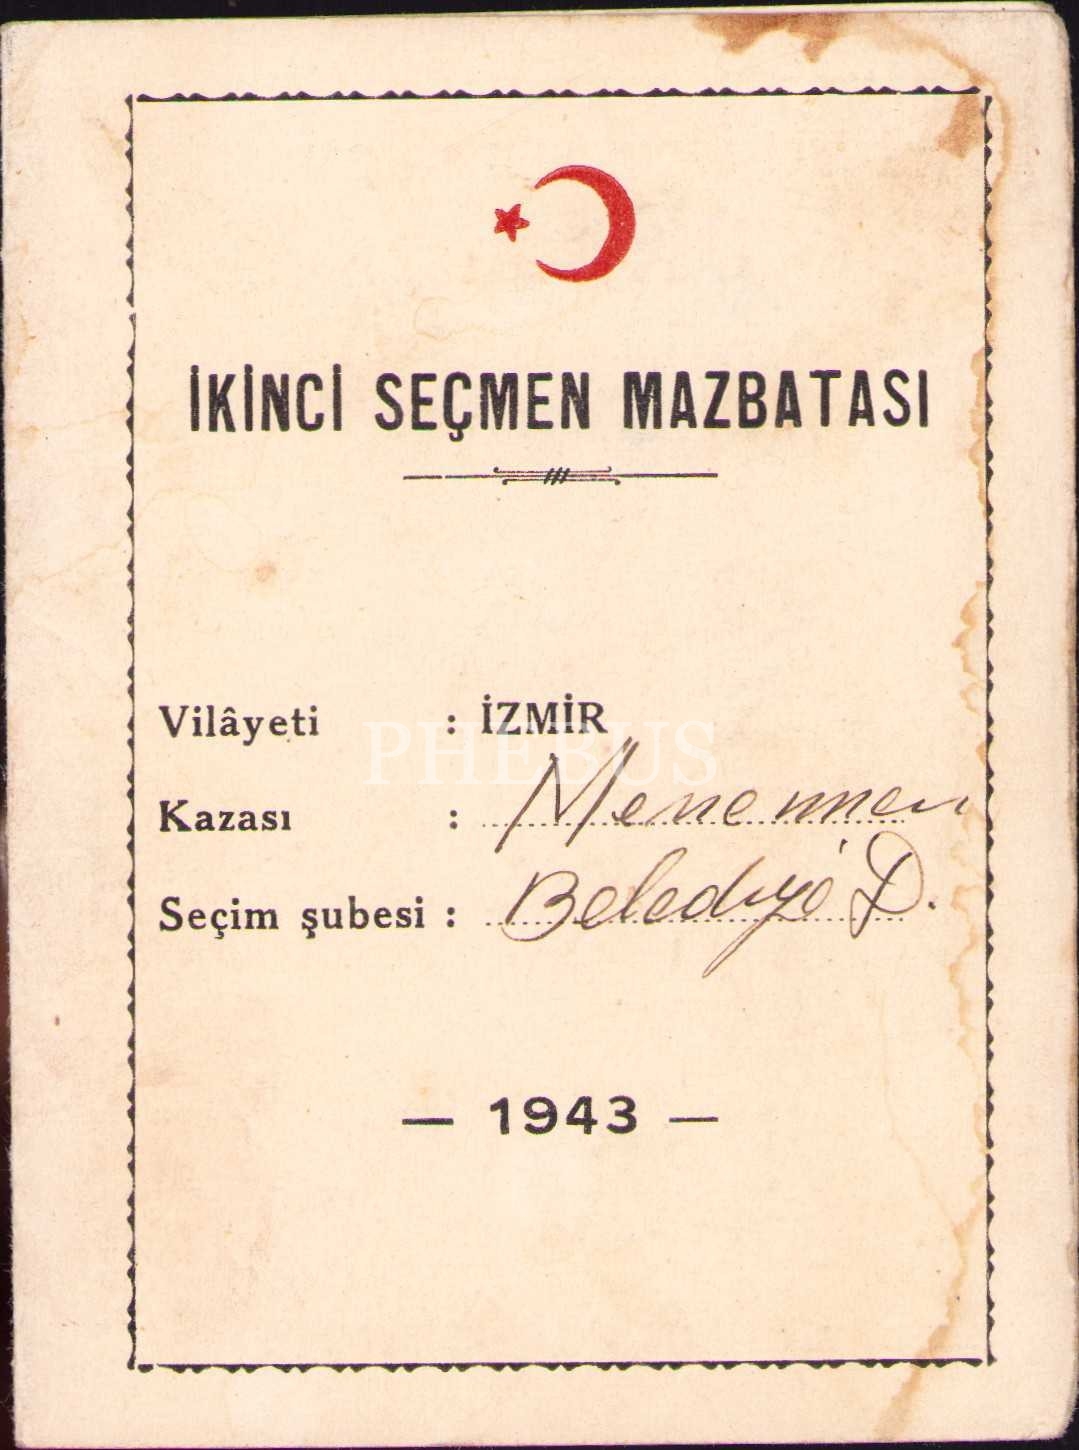 İKİNCİ SEÇMEN MAZBATASI
Vilâyeti : İZMİR
PHEBUS
Kazası : Menemen
Seçim şubesi : Belediye D.
— 1943 —